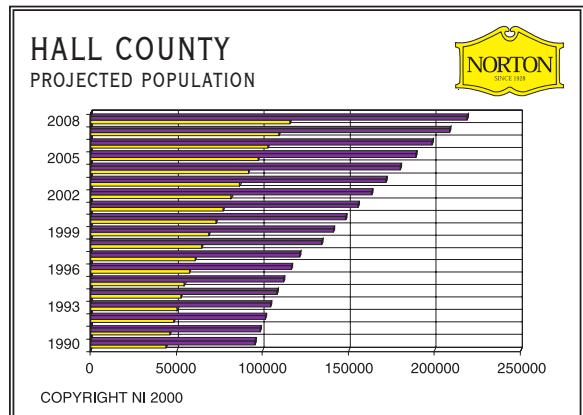 HALL COUNTY
PROJECTED POPULATION
NORTON
SINCE 1928
2008
2005
2002
1999
1996
1993
1990
0 50000 100000 150000 200000 250000
COPYRIGHT NI 2000